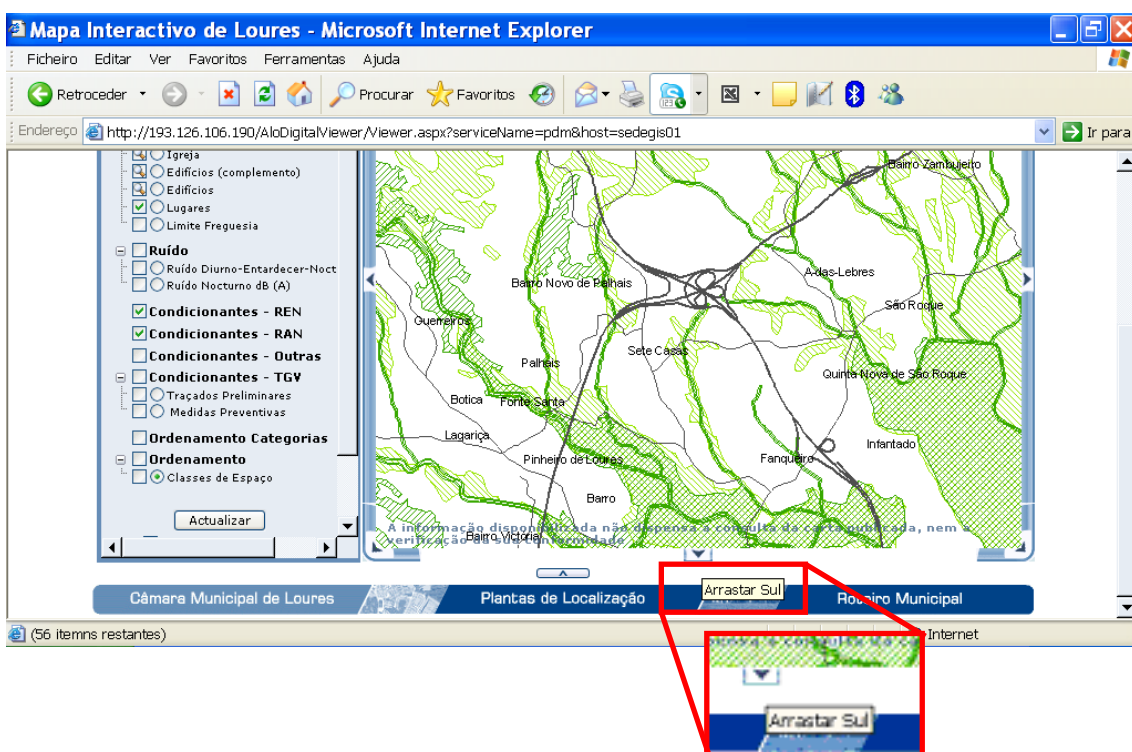 Mapa Interactivo de Loures - Microsoft Internet Explorer
Ficheiro Editar Ver Favoritos Ferramentas Ajuda
Retroceder Procurar Favoritos
Endereço http://193.126.106.190/AloDigitalViewer/Viewer.aspx?serviceName=pdm&host=sedegis01 Ir para
Igreja
Edifícios (complemento)
Edifícios
Lugares
Limite Freguesia
Ruído
Ruído Diurno-Entardecer-Noct
Ruído Nocturno dB (A)
Condicionantes - REN
Condicionantes - RAN
Condicionantes - Outras
Condicionantes - TGV
Traçados Preliminares
Medidas Preventivas
Ordenamento Categorias
Ordenamento
Classes de Espaço
Actualizar
Bairro Zambujeiro
A-das-Lebres
Bairro Novo de Palhais
São Roque
Guerreiros
Sete Casas
Palhais
Quinta Nova de São Roque
Botica
Fonte Santa
Lagariça
Infantado
Pinheiro de Loures
Fanqueiro
Barro
Bairro Victória
A informação disponibilizada não dispensa a consulta da carta publicada, nem a
verificação da sua conformidade
Câmara Municipal de Loures Plantas de Localização Arrastar Sul Roteiro Municipal
(56 itemns restantes) Internet
Arrastar Sul